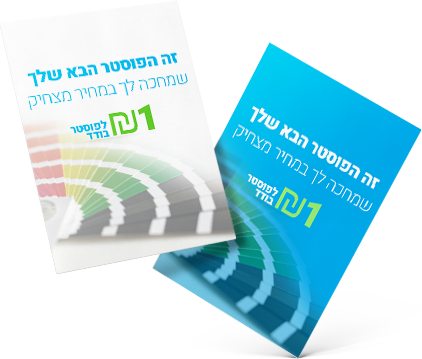 זה הפוסטר הבא שלך
שמחכה לך במחיר מצחיק
₪1
לפוסטר
בודד
זה הפוסטר הבא שלך
שמחכה לך במחיר מצחיק
₪1
לפוסטר
בודד